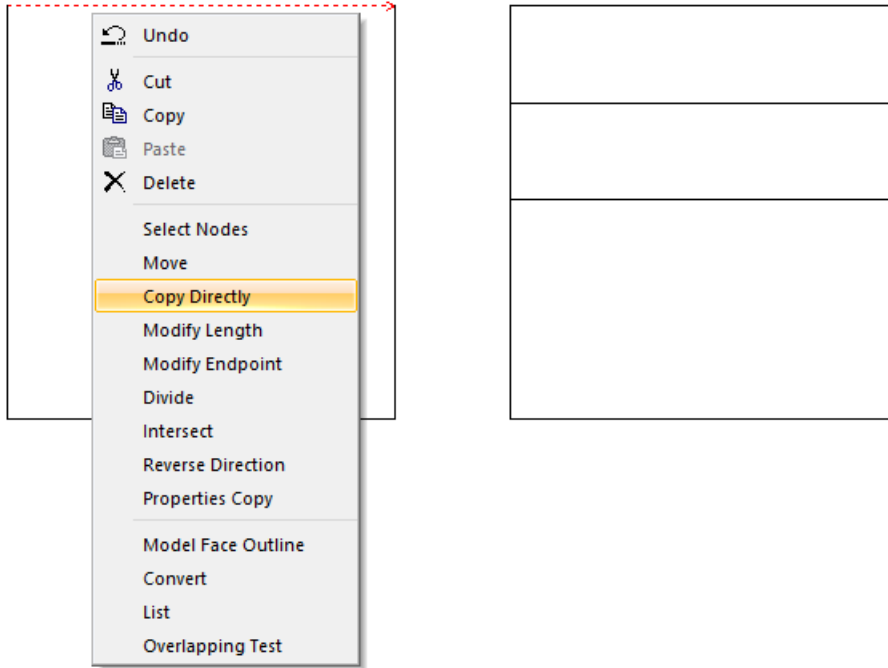 Undo
Cut
Copy
Paste
Delete
Select Nodes
Move
Copy Directly
Modify Length
Modify Endpoint
Divide
Intersect
Reverse Direction
Properties Copy
Model Face Outline
Convert
List
Overlapping Test